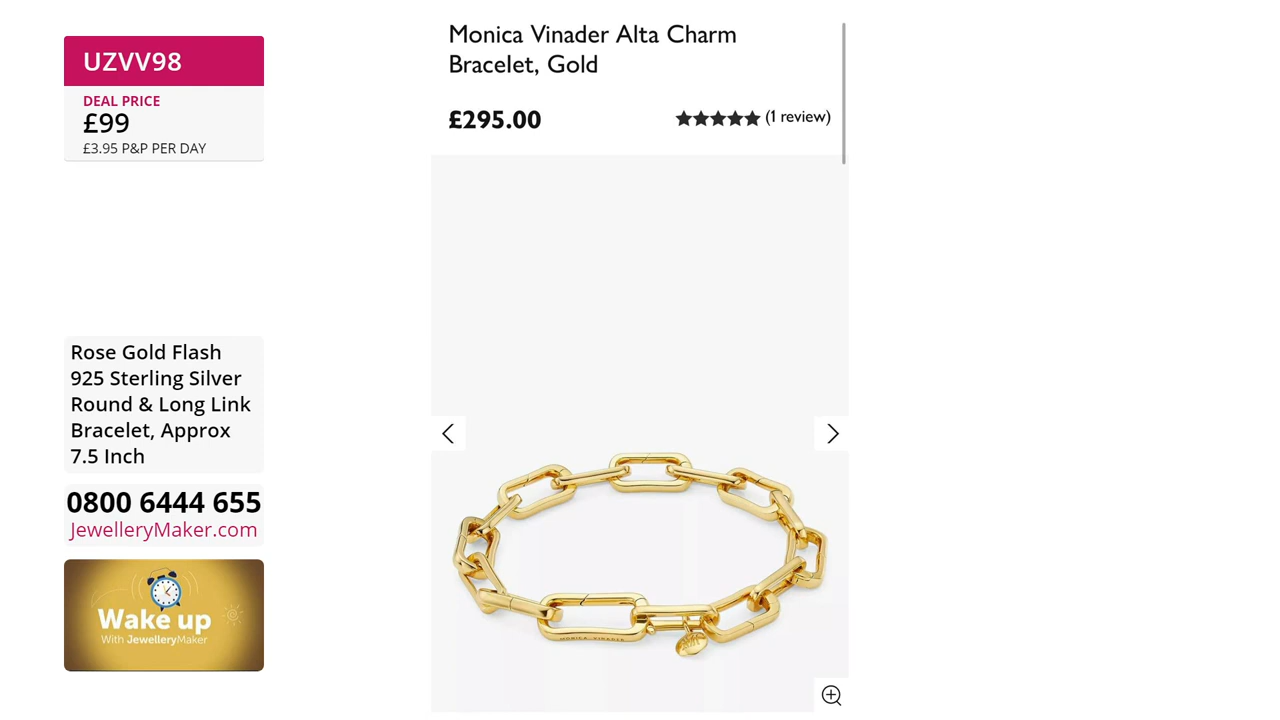 UZVV98
DEAL PRICE
£99
£3.95 P&P PER DAY
Rose Gold Flash
925 Sterling Silver
Round & Long Link
Bracelet, Approx
7.5 Inch
0800 6444 655
JewelleryMaker.com
Wake up
With JewelleryMaker
Monica Vinader Alta Charm
Bracelet, Gold
£295.00
(1 review)
MONICA VINADER